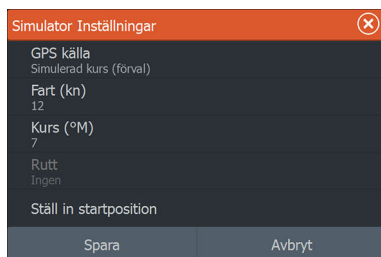 Simulator Inställningar
GPS källa
Simulerad kurs (förval)
Fart (kn)
12
Kurs (°M)
7
Rutt
Ingen
Ställ in startposition
Spara Avbryt